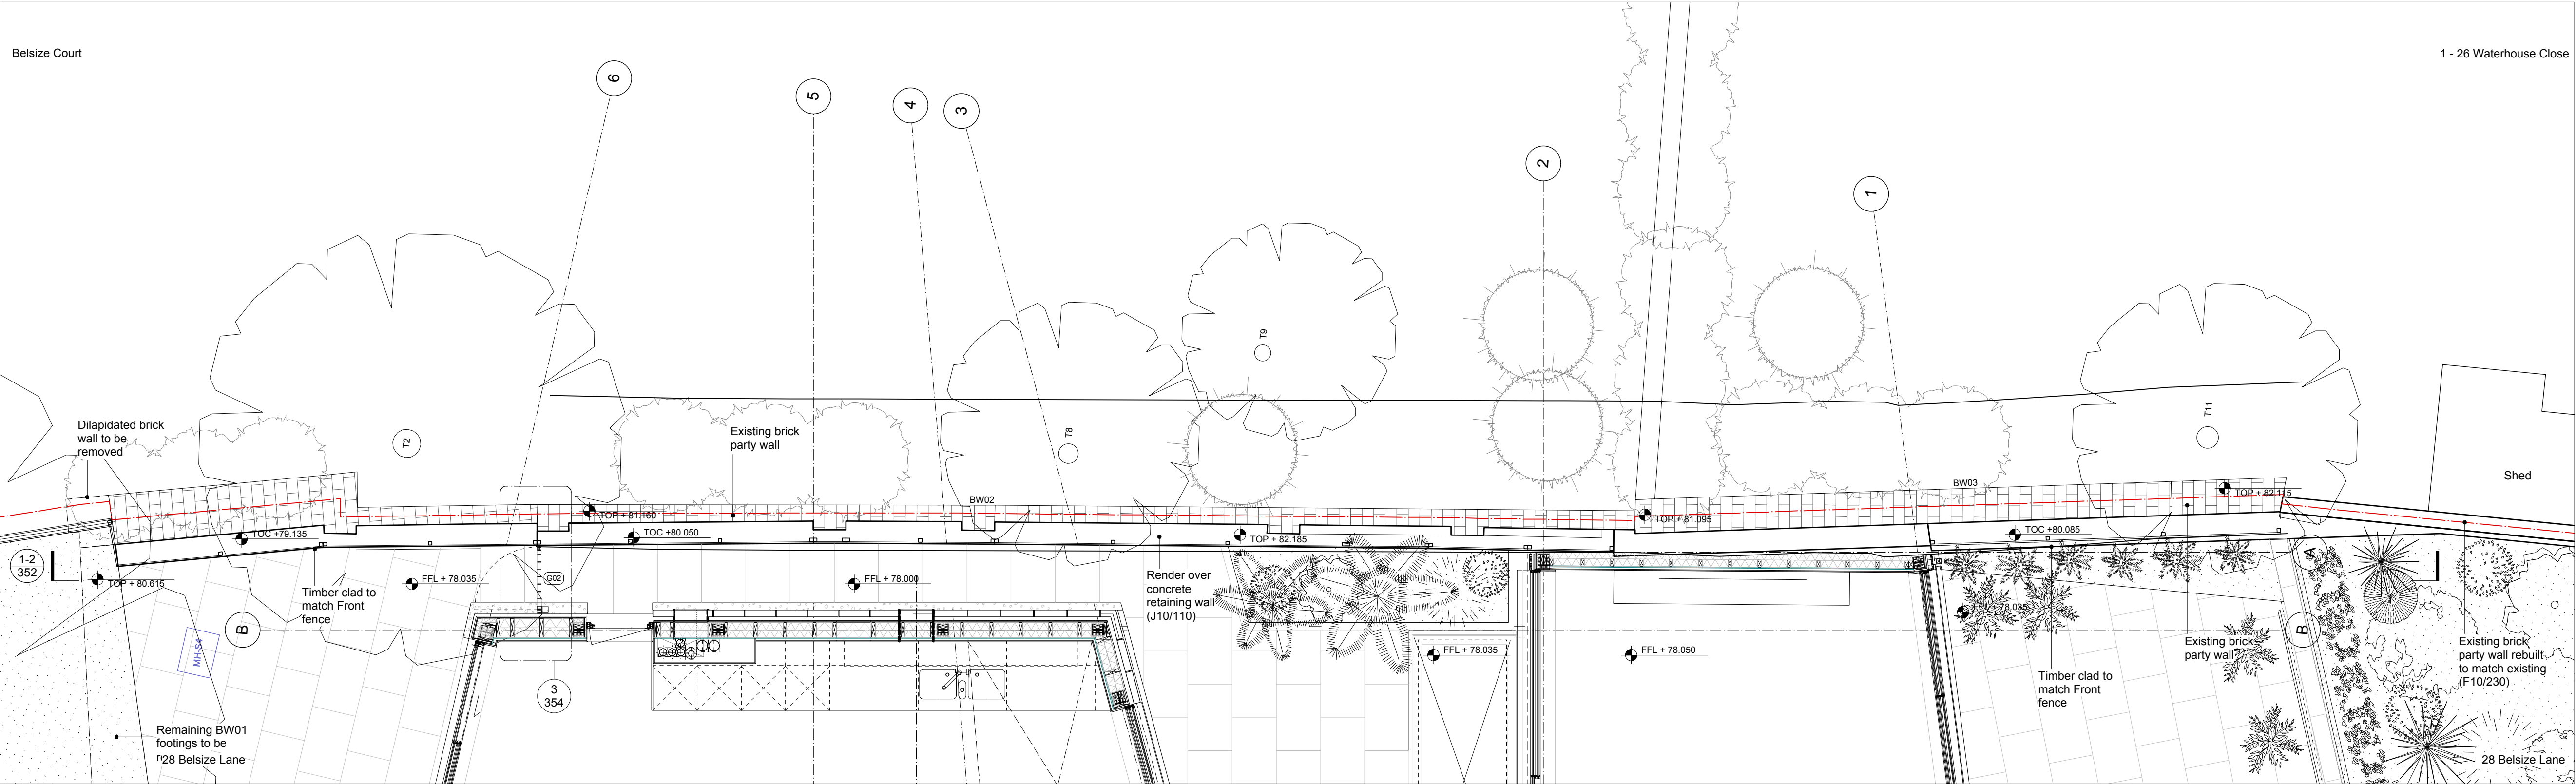 Belsize Court
1 - 26 Waterhouse Close
6
5
4
3
2
1
T9
T11
T2
T8
Dilapidated brick
wall to be
removed
Existing brick
party wall
Shed
BW02
BW03
TOP + 82.115
TOP + 81.160
TOP + 81.095
TOC +79.135
TOC +80.050
TOP + 82.185
TOC +80.085
A
1-2
352
TOP + 80.615
FFL + 78.035
G02
FFL + 78.000
Timber clad to
match Front
fence
Render over
concrete
retaining wall
(J10/110)
FFL + 78.035
B
B
MH-S4
FFL + 78.035
FFL + 78.050
Existing brick
party wall
Existing brick
party wall rebuilt
to match existing
(F10/230)
Timber clad to
match Front
fence
3
354
Remaining BW01
footings to be
28 Belsize Lane
28 Belsize Lane